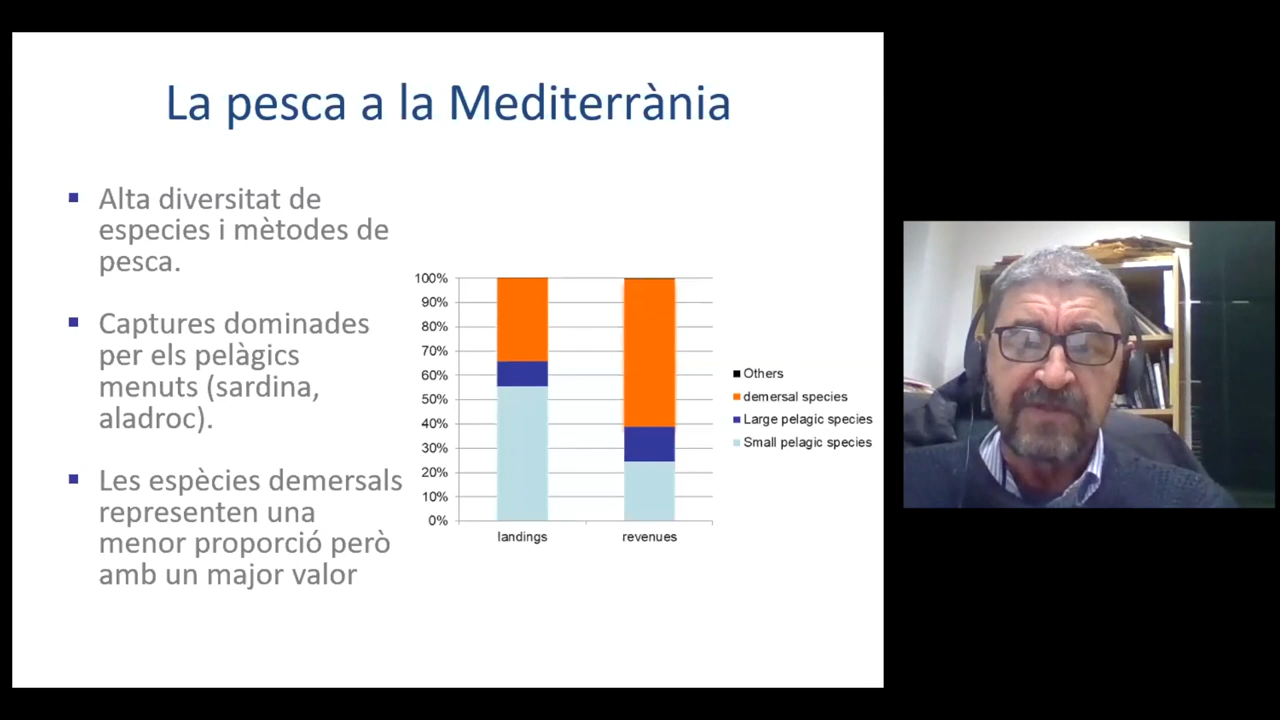 La pesca a la Mediterrània
Alta diversitat de
especies i mètodes de
pesca.
Captures dominades
per els pelàgics
menuts (sardina,
aladroc).
Les espècies demersals
representen una
menor proporció però
amb un major valor
100%
90%
80%
70%
60%
50%
40%
30%
20%
10%
0%
landings
revenues
Others
demersal species
Large pelagic species
Small pelagic species